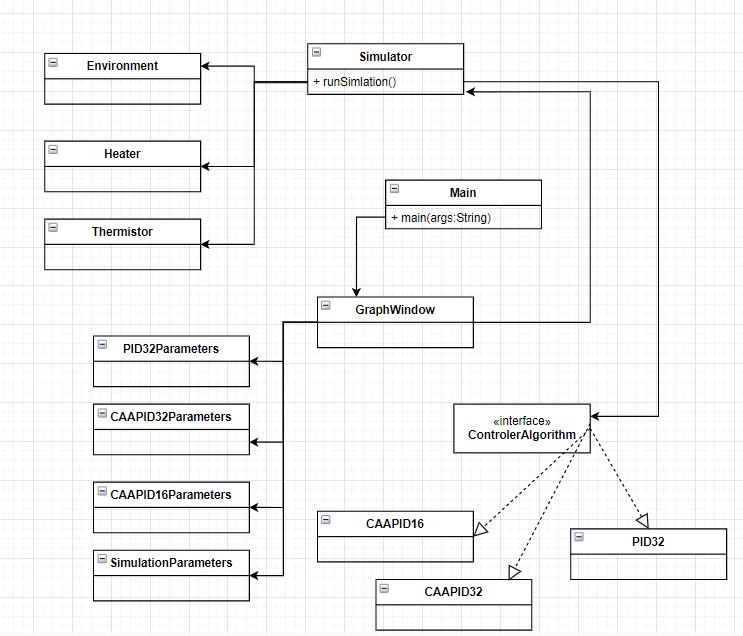 Simulator
+ runSimlation()
Environment
Heater
Thermistor
Main
+ main(args:String)
GraphWindow
PID32Parameters
CAAPID32Parameters
CAAPID16Parameters
SimulationParameters
«interface»
ControlerAlgorithm
CAAPID16
PID32
CAAPID32